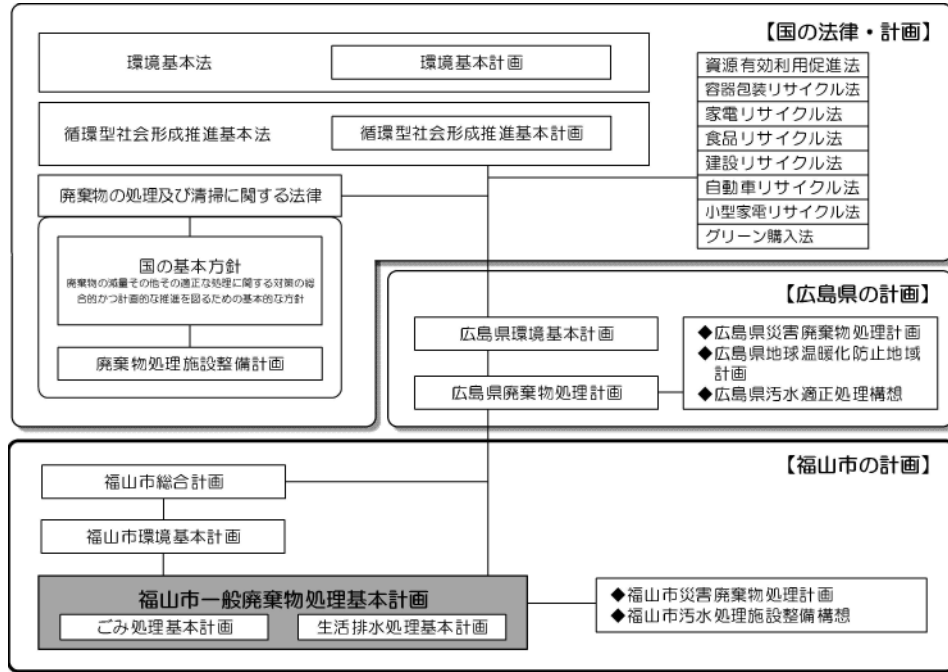 【国の法律・計画】
環境基本法
環境基本計画
循環型社会形成推進基本法
循環型社会形成推進基本計画
資源有効利用促進法
容器包装リサイクル法
家電リサイクル法
食品リサイクル法
建設リサイクル法
自動車リサイクル法
小型家電リサイクル法
グリーン購入法
廃棄物の処理及び清掃に関する法律
国の基本方針
廃棄物の減量その他その適正な処理に関する対策の総
合的かつ計画的な推進を図るための基本的な方針
廃棄物処理施設整備計画
【広島県の計画】
広島県環境基本計画
広島県廃棄物処理計画
◆広島県災害廃棄物処理計画
◆広島県地球温暖化防止地域
計画
◆広島県汚水適正処理構想
【福山市の計画】
福山市総合計画
福山市環境基本計画
福山市一般廃棄物処理基本計画
ごみ処理基本計画
生活排水処理基本計画
◆福山市災害廃棄物処理計画
◆福山市汚水処理施設整備構想